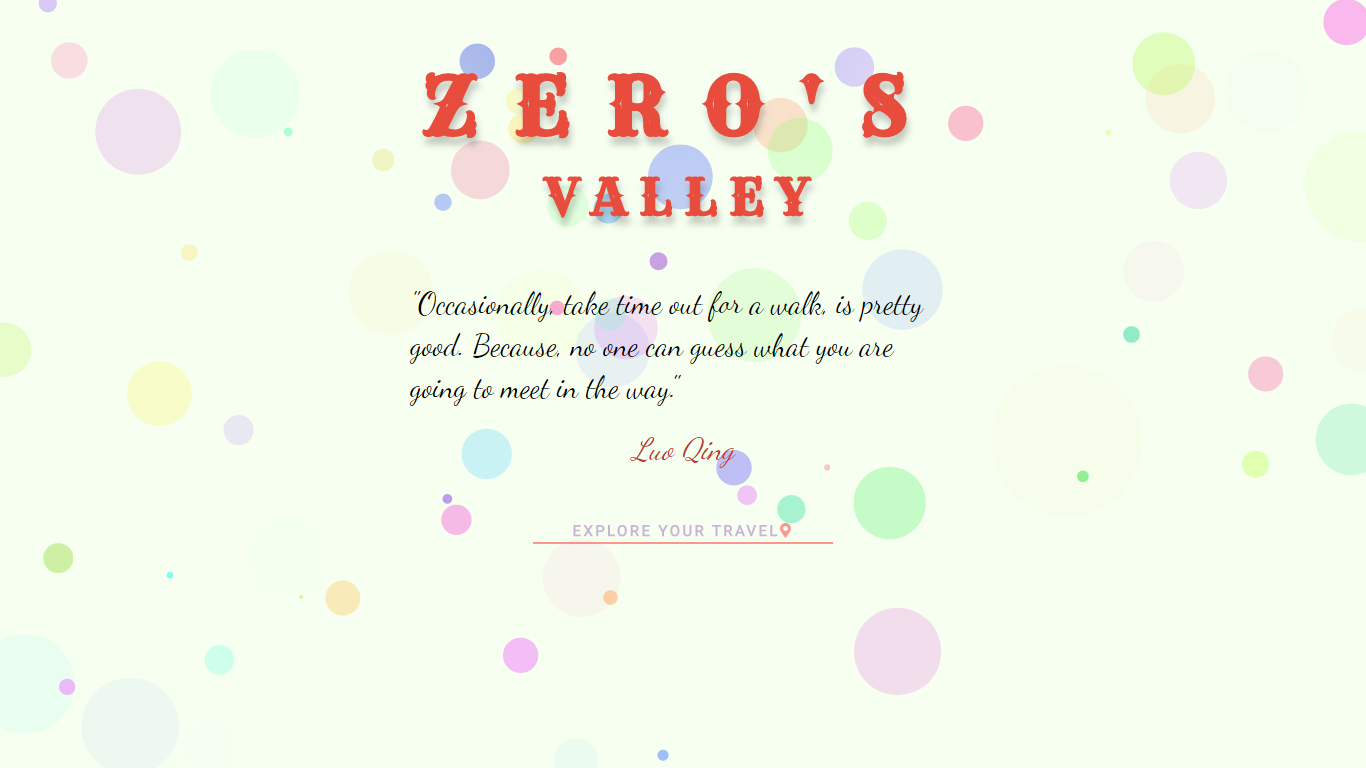 ZERO'S
VALLEY
"Occasionally, take time out for a walk, is pretty
good. Because, no one can guess what you are
going to meet in the way."
Luo Qing
EXPLORE YOUR TRAVEL